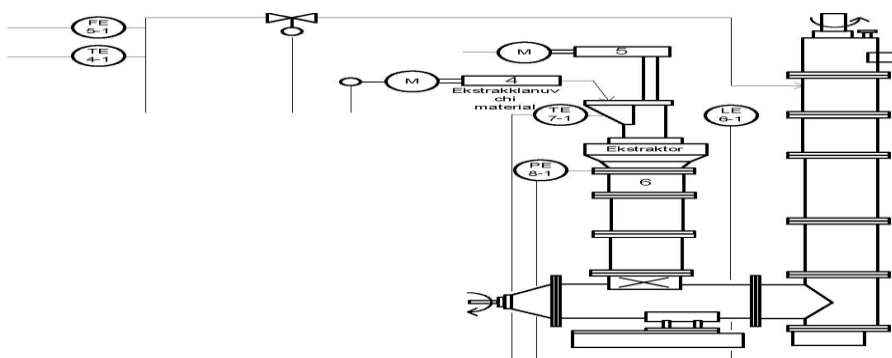 FE
5-1
TE
4-1
M
5
M
4
Ekstrakklanuv
chi
material
TE
7-1
LE
6-1
Ekstraktor
PE
8-1
6